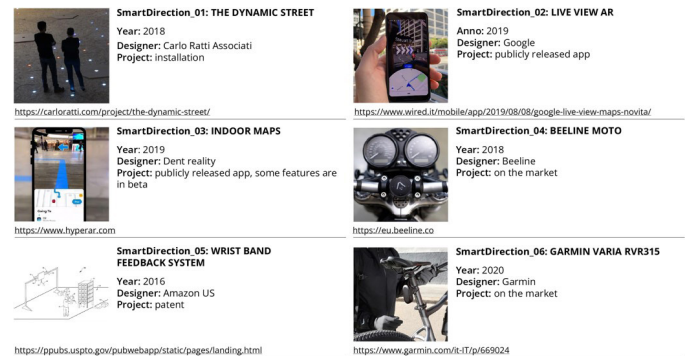 SmartDirection_01: THE DYNAMIC STREET
Year: 2018
Designer: Carlo Ratti Associati
Project: installation
https://carloratti.com/project/the-dynamic-street/
SmartDirection_02: LIVE VIEW AR
Anno: 2019
Designer: Google
Project: publicly released app
https://www.wired.it/mobile/app/2019/08/08/google-live-view-maps-novita/
SmartDirection_03: INDOOR MAPS
Year: 2019
Designer: Dent reality
Project: publicly released app, some features are
in beta
https://www.hyperar.com
SmartDirection_04: BEELINE MOTO
Year: 2018
Designer: Beeline
Project: on the market
https://eu.beeline.co
SmartDirection_05: WRIST BAND
FEEDBACK SYSTEM
Year: 2016
Designer: Amazon US
Project: patent
https://ppubs.uspto.gov/pubwebapp/static/pages/landing.html
SmartDirection_06: GARMIN VARIA RVR315
Year: 2020
Designer: Garmin
Project: on the market
https://www.garmin.com/it-IT/p/669024